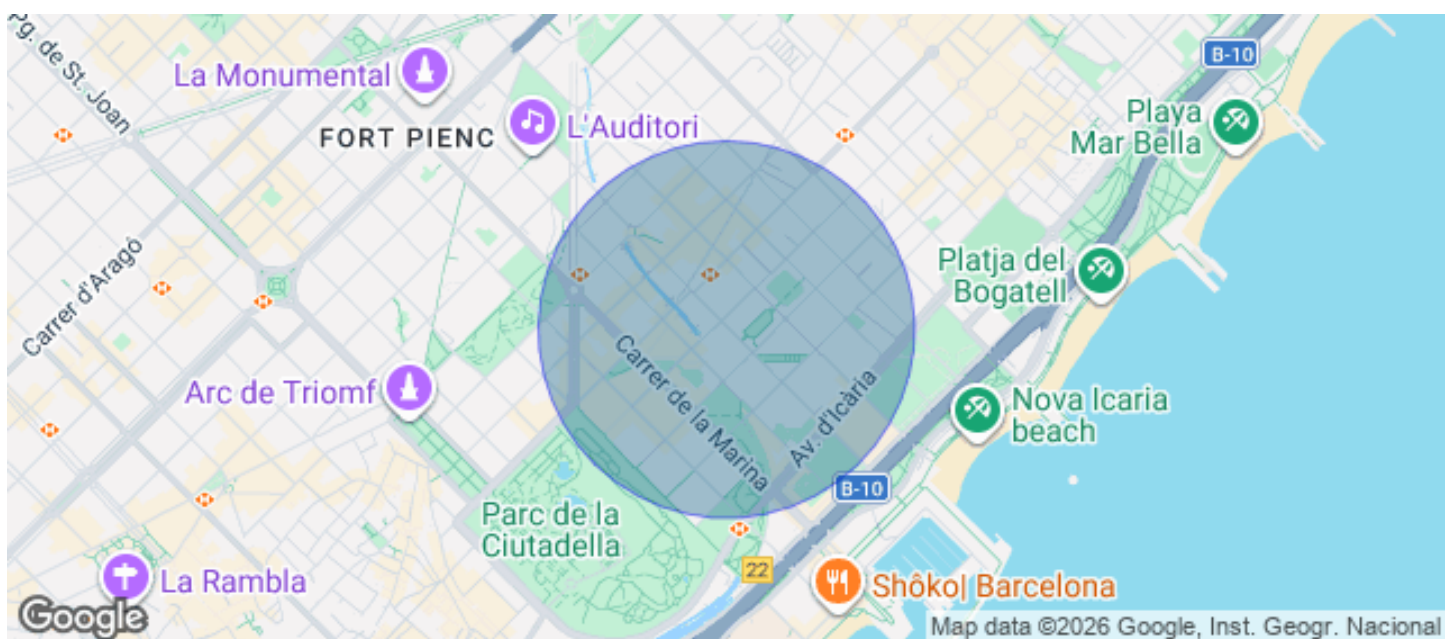 Pg. de St. Joan
La Monumental
FORT PIENC
L'Auditori
B-10
Playa
Mar Bella
Carrer d'Aragó
Platja del
Bogatell
Arc de Triomf
Carrer de la Marina
Av. d'Icària
Nova Icaria
beach
B-10
Parc de la
Ciutadella
22
La Rambla
Shôko| Barcelona
Google
Map data ©2026 Google, Inst. Geogr. Nacional